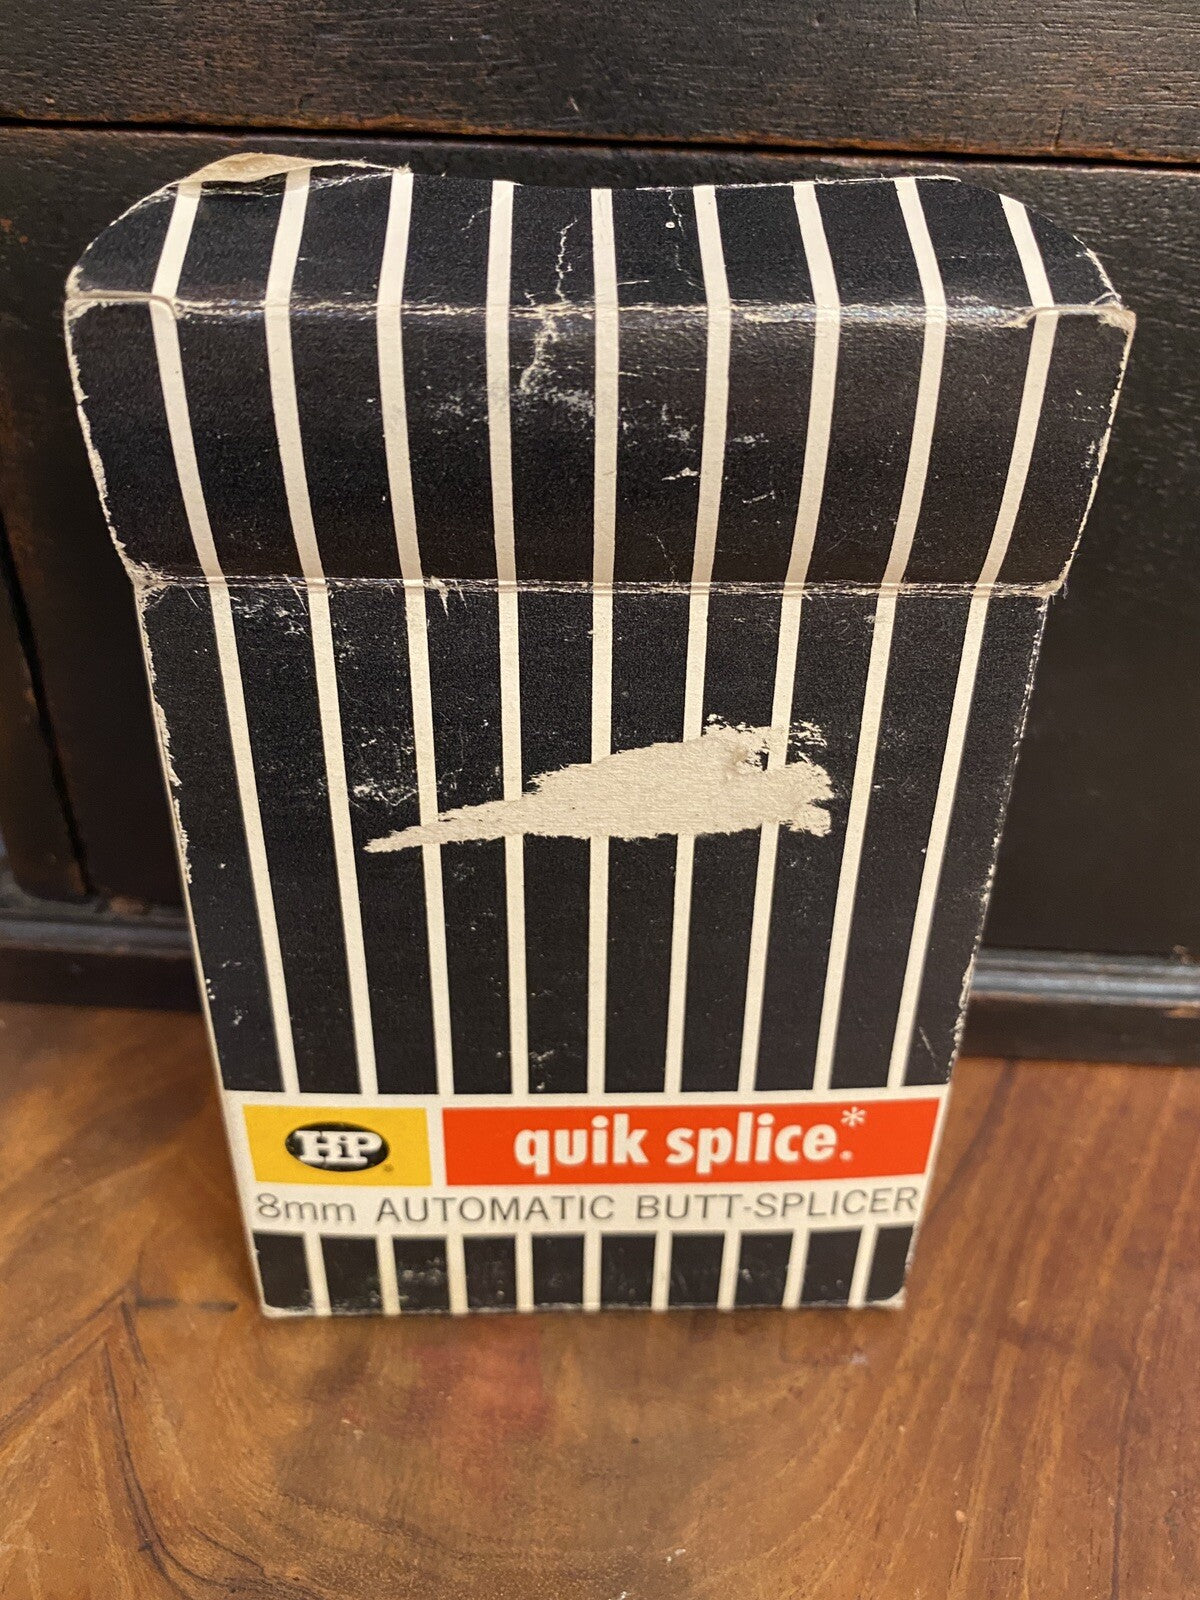 HiP® quik splice.*
8mm AUTOMATIC BUTT-SPLICER